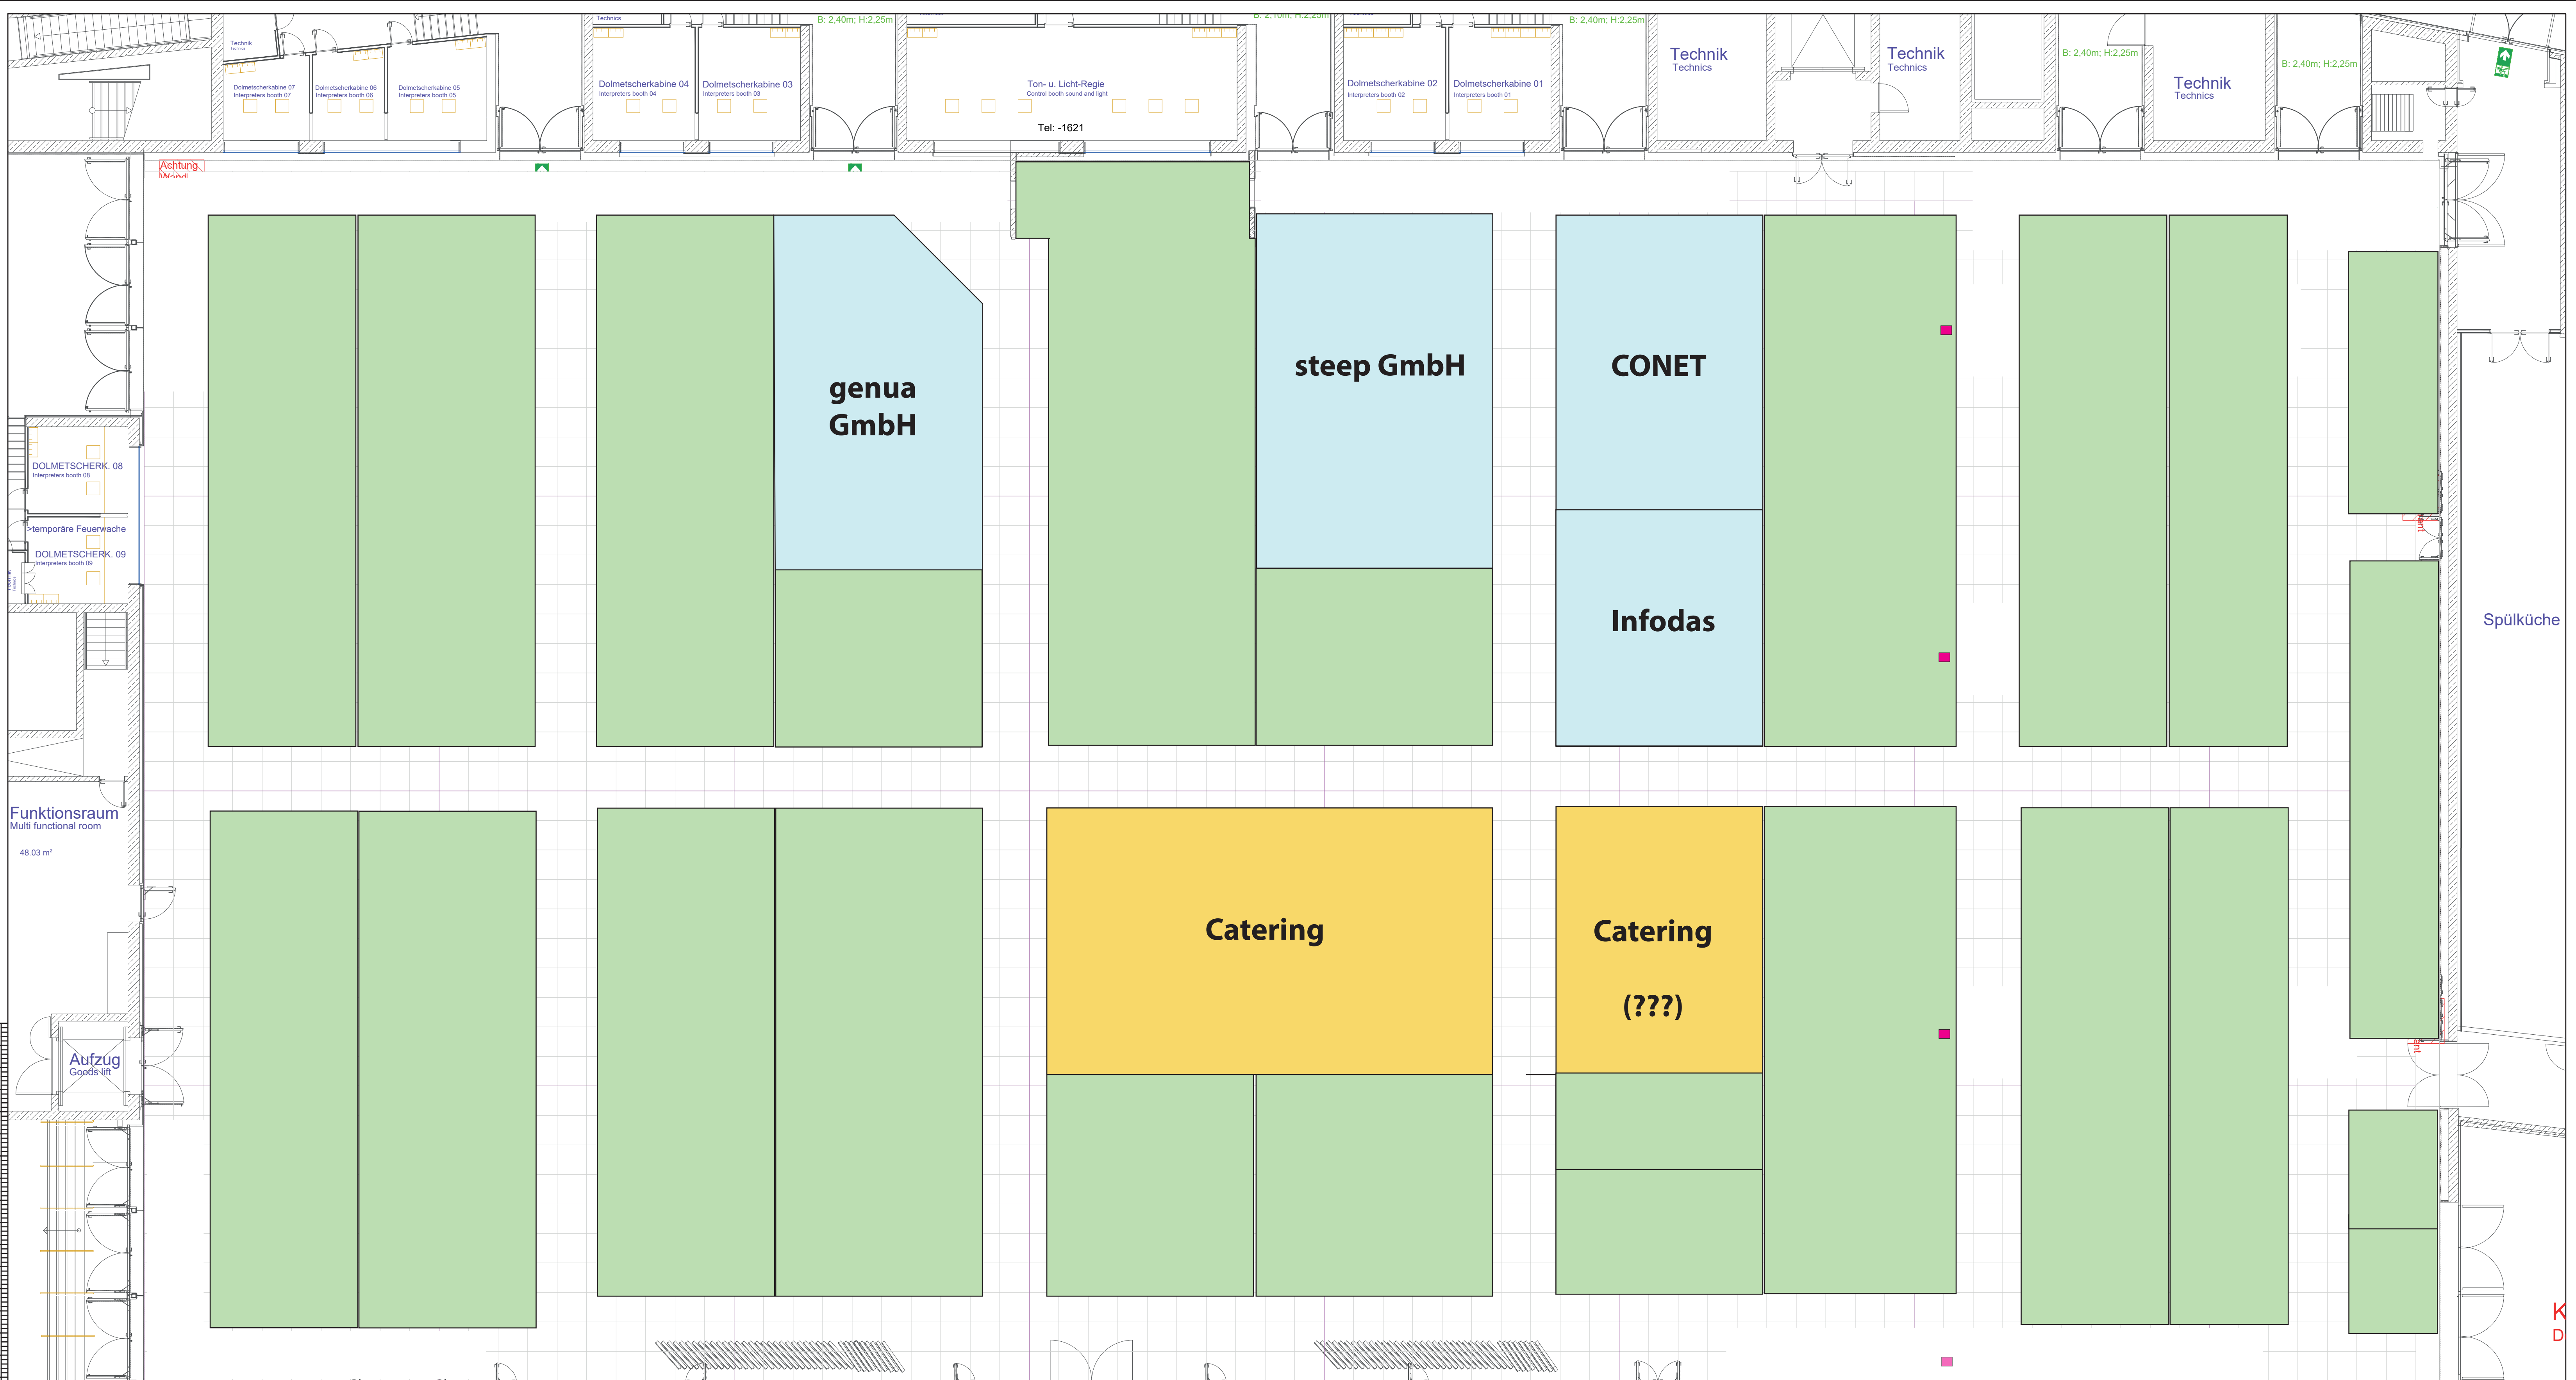 Technics
B: 2,40m; H:2,25m
B: 2,40m; H:2,25m
Technik
Technics
Dolmetscherkabine 07
Interpreters booth 07
Dolmetscherkabine 06
Interpreters booth 06
Dolmetscherkabine 05
Interpreters booth 05
Dolmetscherkabine 04
Interpreters booth 04
Dolmetscherkabine 03
Interpreters booth 03
Ton- u. Licht-Regie
Control booth sound and light
Tel: -1621
Dolmetscherkabine 02
Interpreters booth 02
Dolmetscherkabine 01
Interpreters booth 01
Technik
Technics
Technik
Technics
B: 2,40m; H:2,25m
Technik
Technics
B: 2,40m; H:2,25m
Achtung
Wand
genua
GmbH
steep GmbH
CONET
Infodas
DOLMETSCHERK. 08
Interpreters booth 08
>temporäre Feuerwache
DOLMETSCHERK. 09
Interpreters booth 09
Spülküche
Funktionsraum
Multi functional room
48.03 m²
Catering
Catering
(???)
Aufzug
Goods lift
K
D